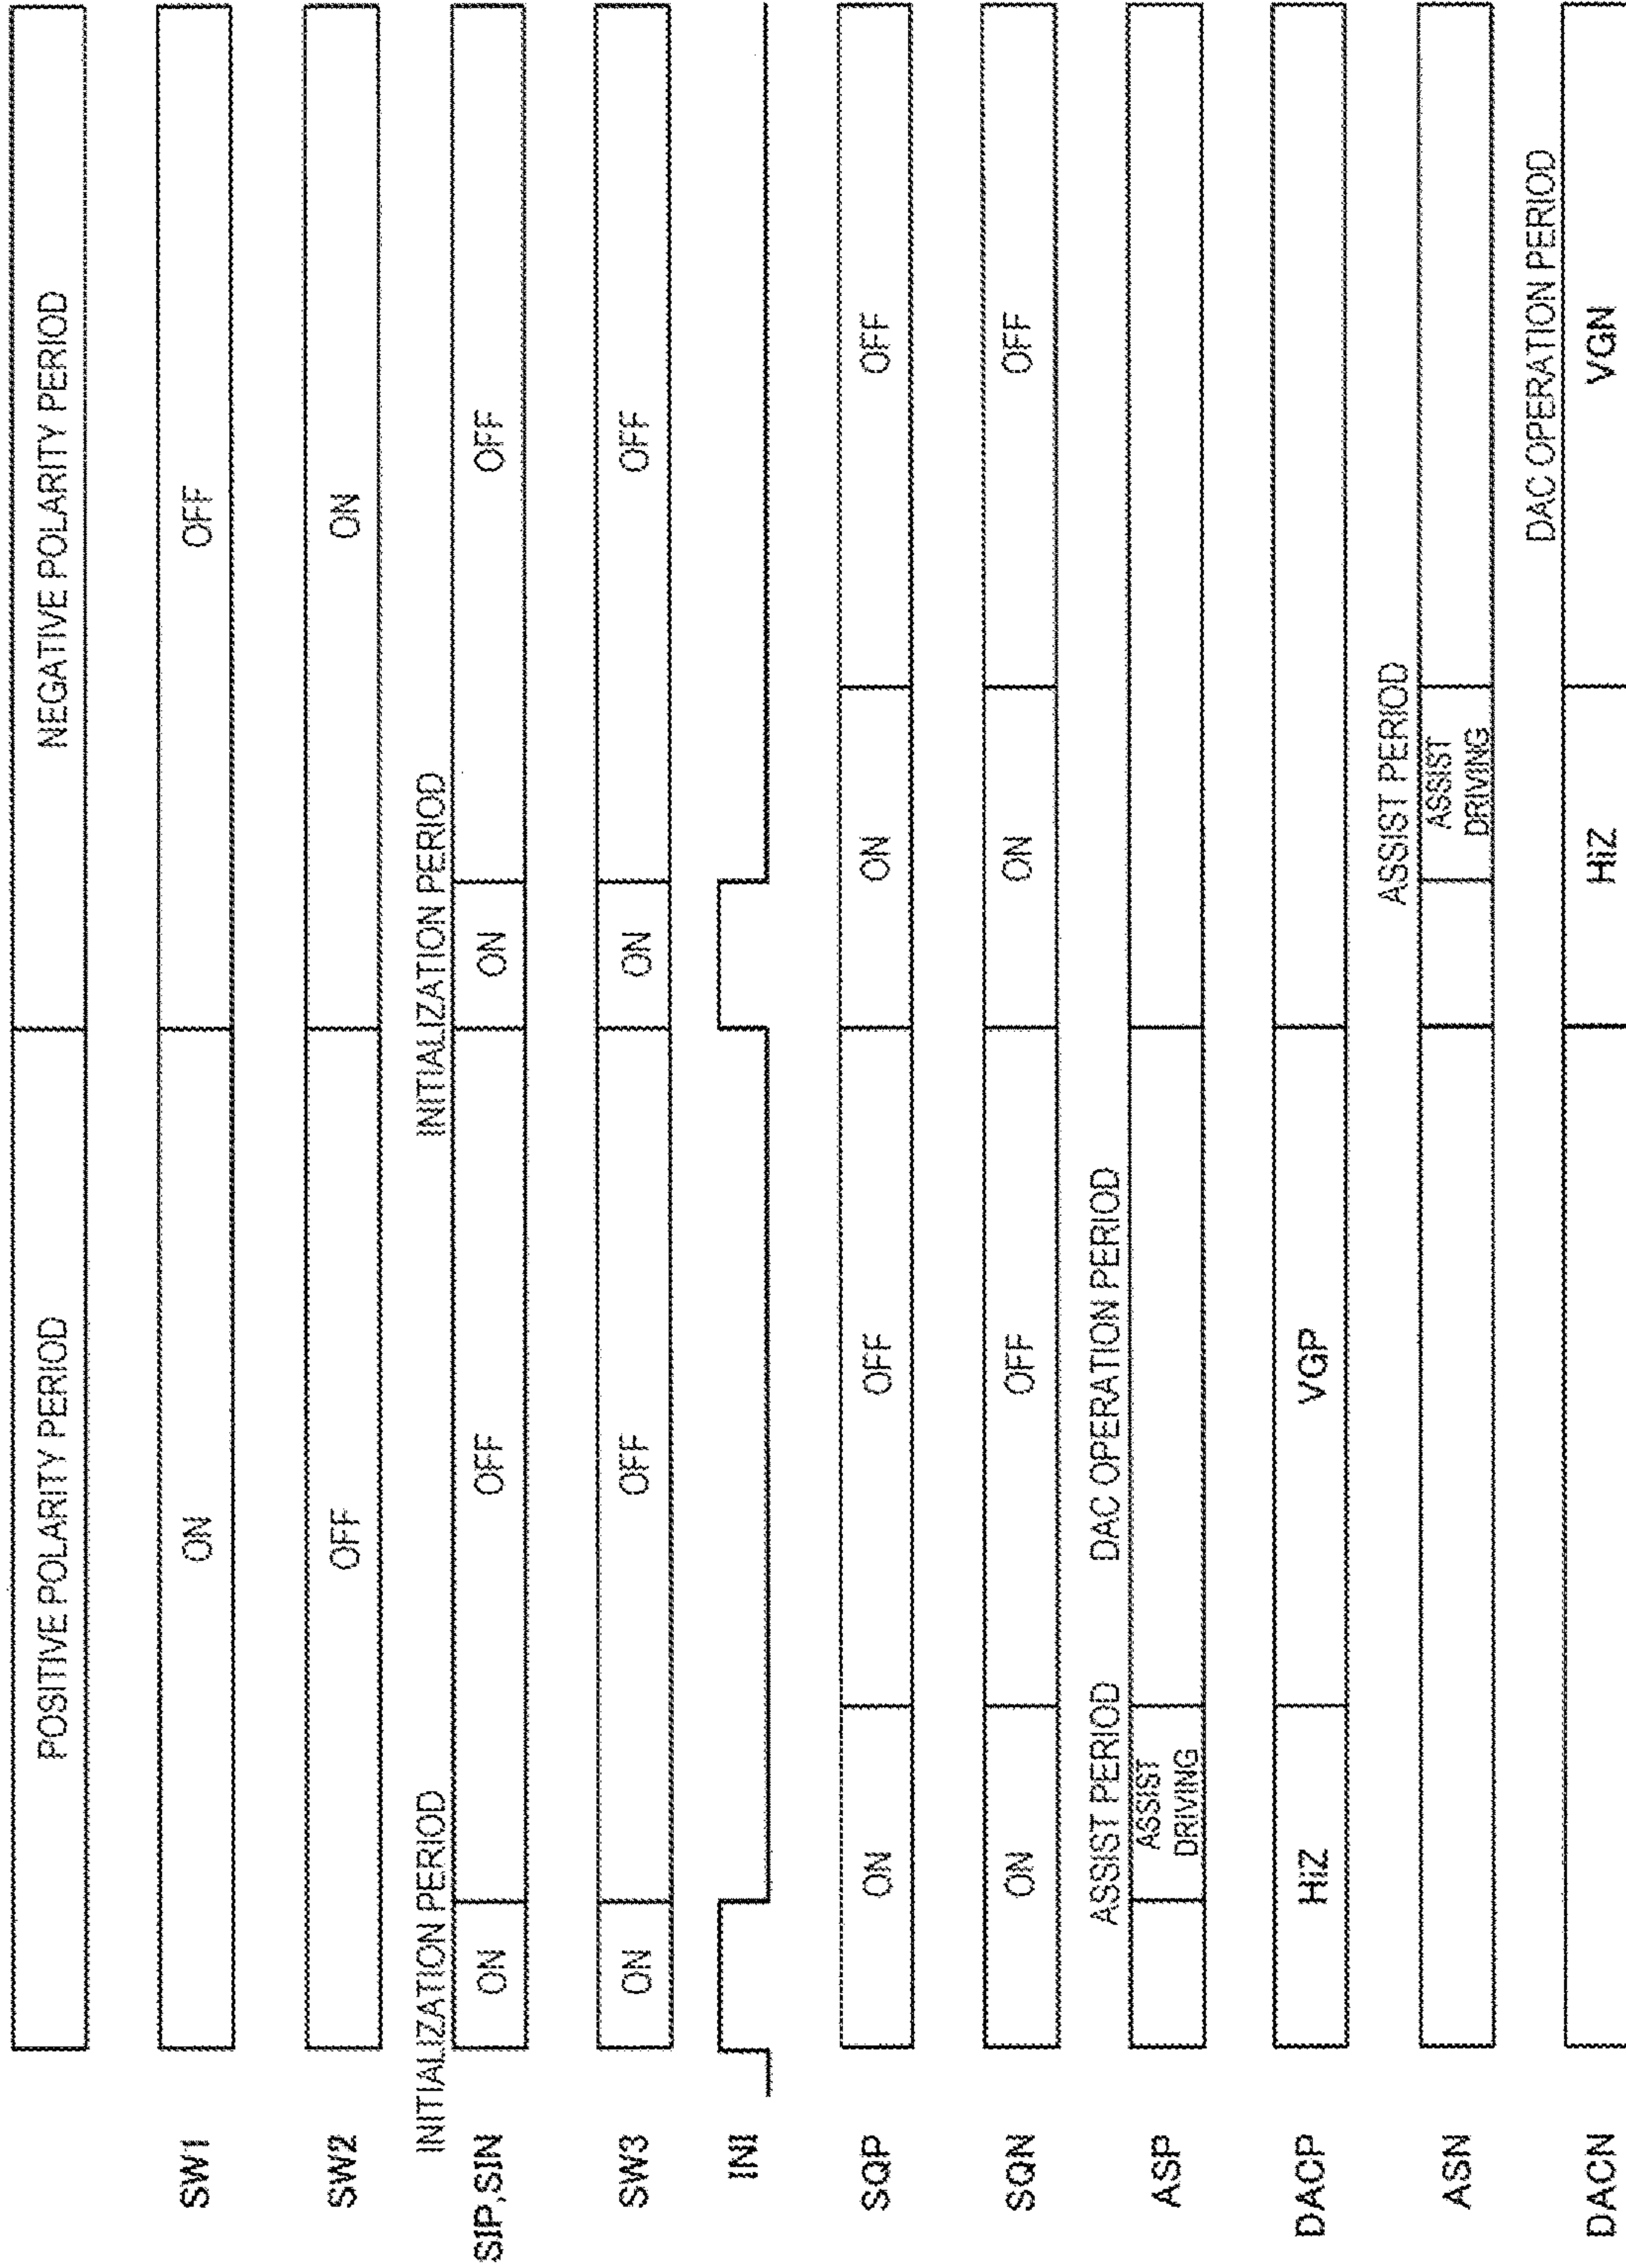 POSITIVE POLARITY PERIOD NEGATIVE POLARITY PERIOD
SW1 ON OFF
SW2 OFF ON
INITIALIZATION PERIOD INITIALIZATION PERIOD
SIP,SIN ON OFF ON OFF
SW3 ON OFF ON OFF
INI
SQP ON OFF ON OFF
SQN ON OFF ON OFF
ASSIST PERIOD DAC OPERATION PERIOD
ASP ASSIST
DRIVING
DACP HiZ VGP
ASSIST PERIOD
ASN ASSIST
DRIVING
DAC OPERATION PERIOD
DACN HiZ VGN